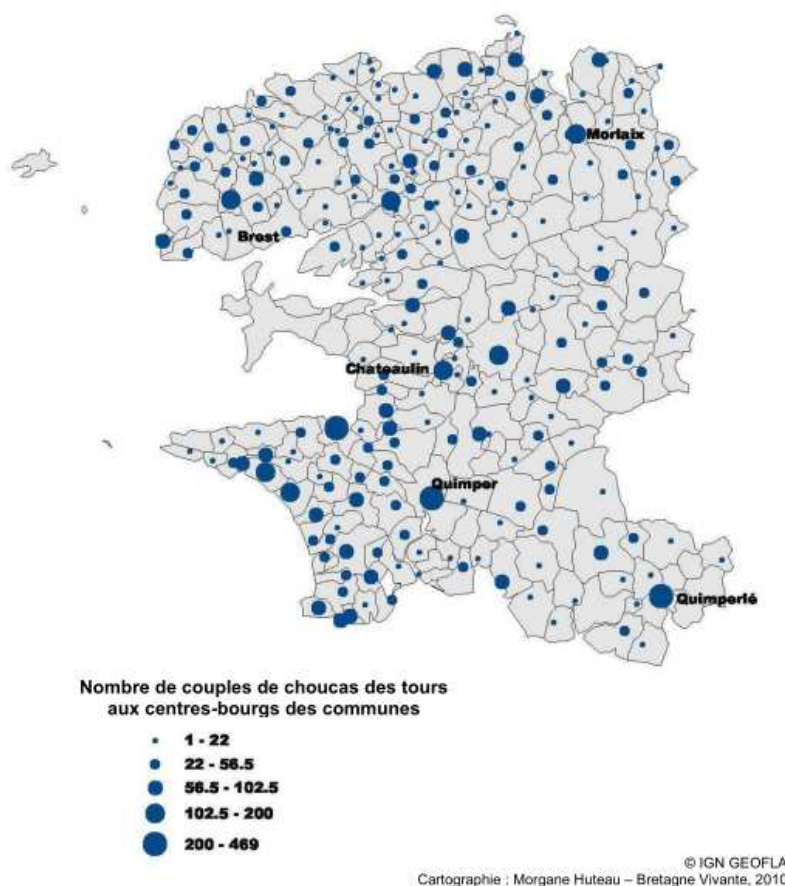 Morlaix
Brest
Chateaulin
Quimper
Quimperlé
Nombre de couples de choucas des tours
aux centres-bourgs des communes
1 - 22
22 - 56.5
56.5 - 102.5
102.5 - 200
200 - 469
© IGN GEOFLA
Cartographie : Morgane Huteau – Bretagne Vivante, 2010